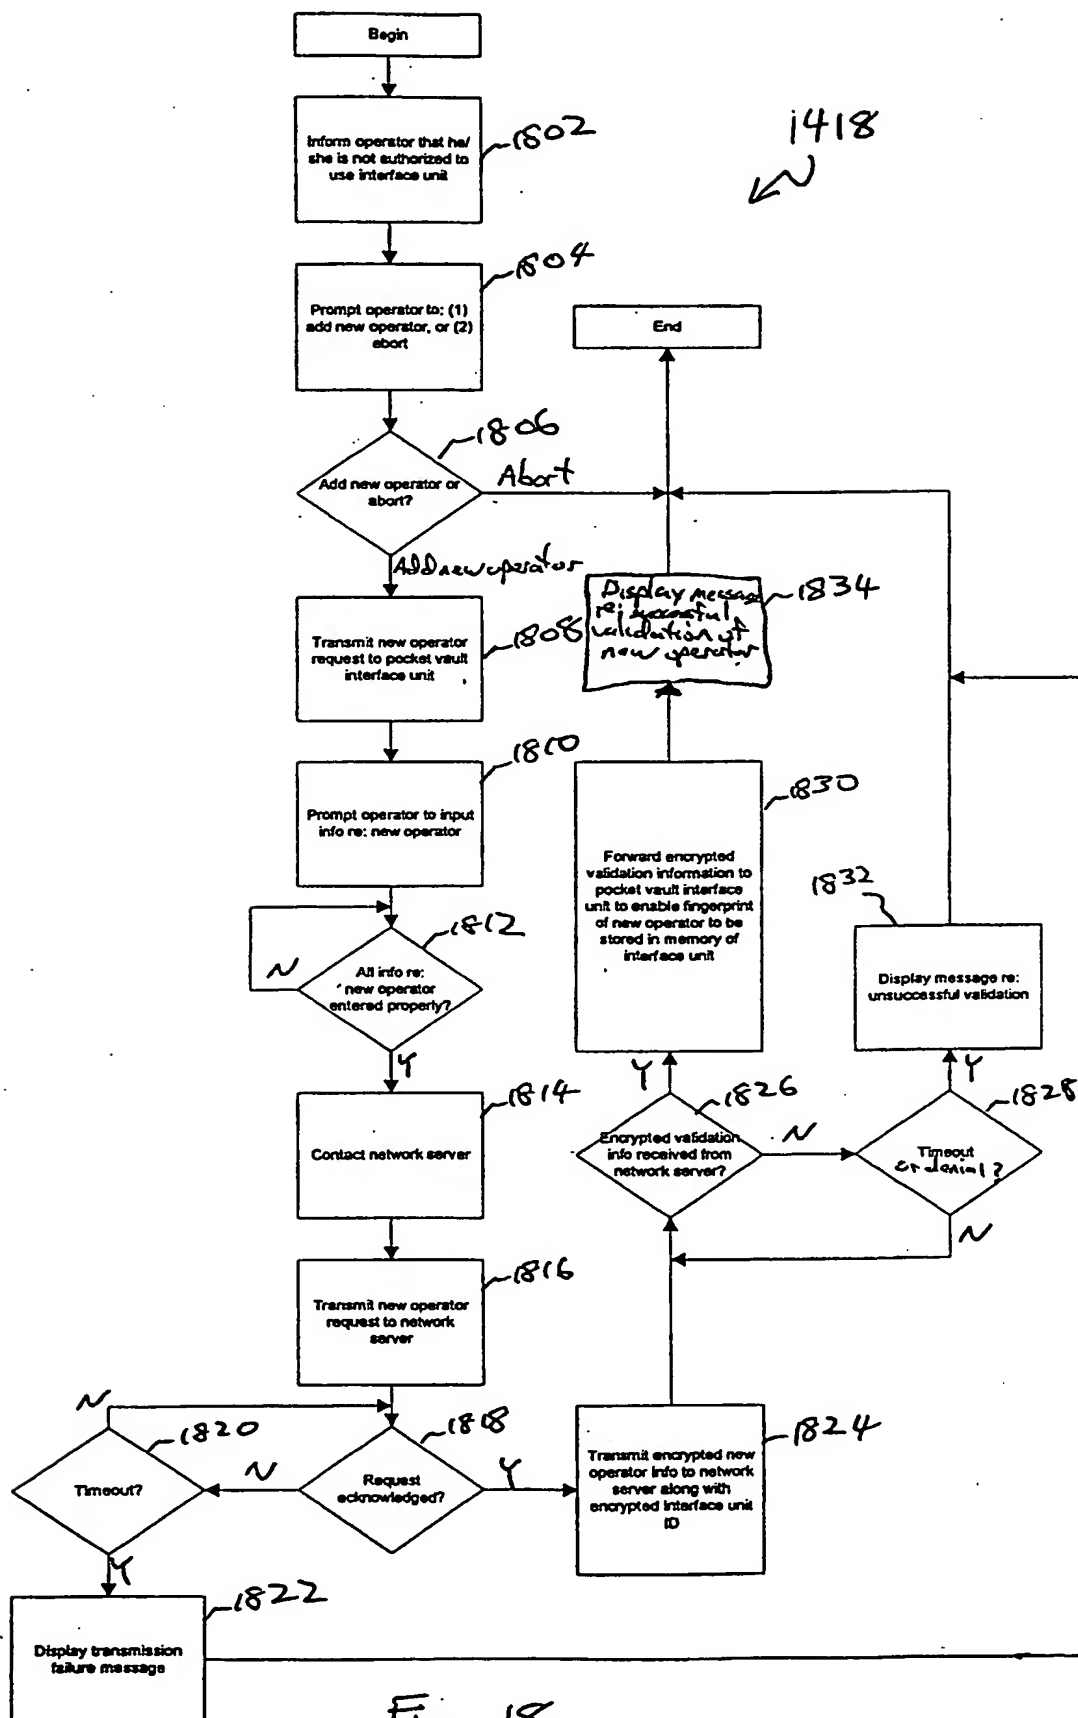 Begin
Inform operator that he/
she is not authorized to
use interface unit
1802
1418
Prompt operator to: (1)
add new operator, or (2)
abort
1804
End
Add new operator or
abort?
1806
Abort
Add new operator
Transmit new operator
request to pocket vault
interface unit
1808
Display message
re: successful
validation of
new operator
1834
Prompt operator to input
info re: new operator
1810
Forward encrypted
validation information to
pocket vault interface
unit to enable fingerprint
of new operator to be
stored in memory of
interface unit
1830
All info re:
new operator
entered properly?
1812
N
Y
Display message re:
unsuccessful validation
1832
Contact network server
1814
Encrypted validation
info received from
network server?
1826
Y
N
Timeout
or denial?
1828
Y
N
Transmit new operator
request to network
server
1816
Request
acknowledged?
1818
N
Y
Timeout?
1820
N
Y
Transmit encrypted new
operator info to network
server along with
encrypted interface unit
ID
1824
Display transmission
failure message
1822
18